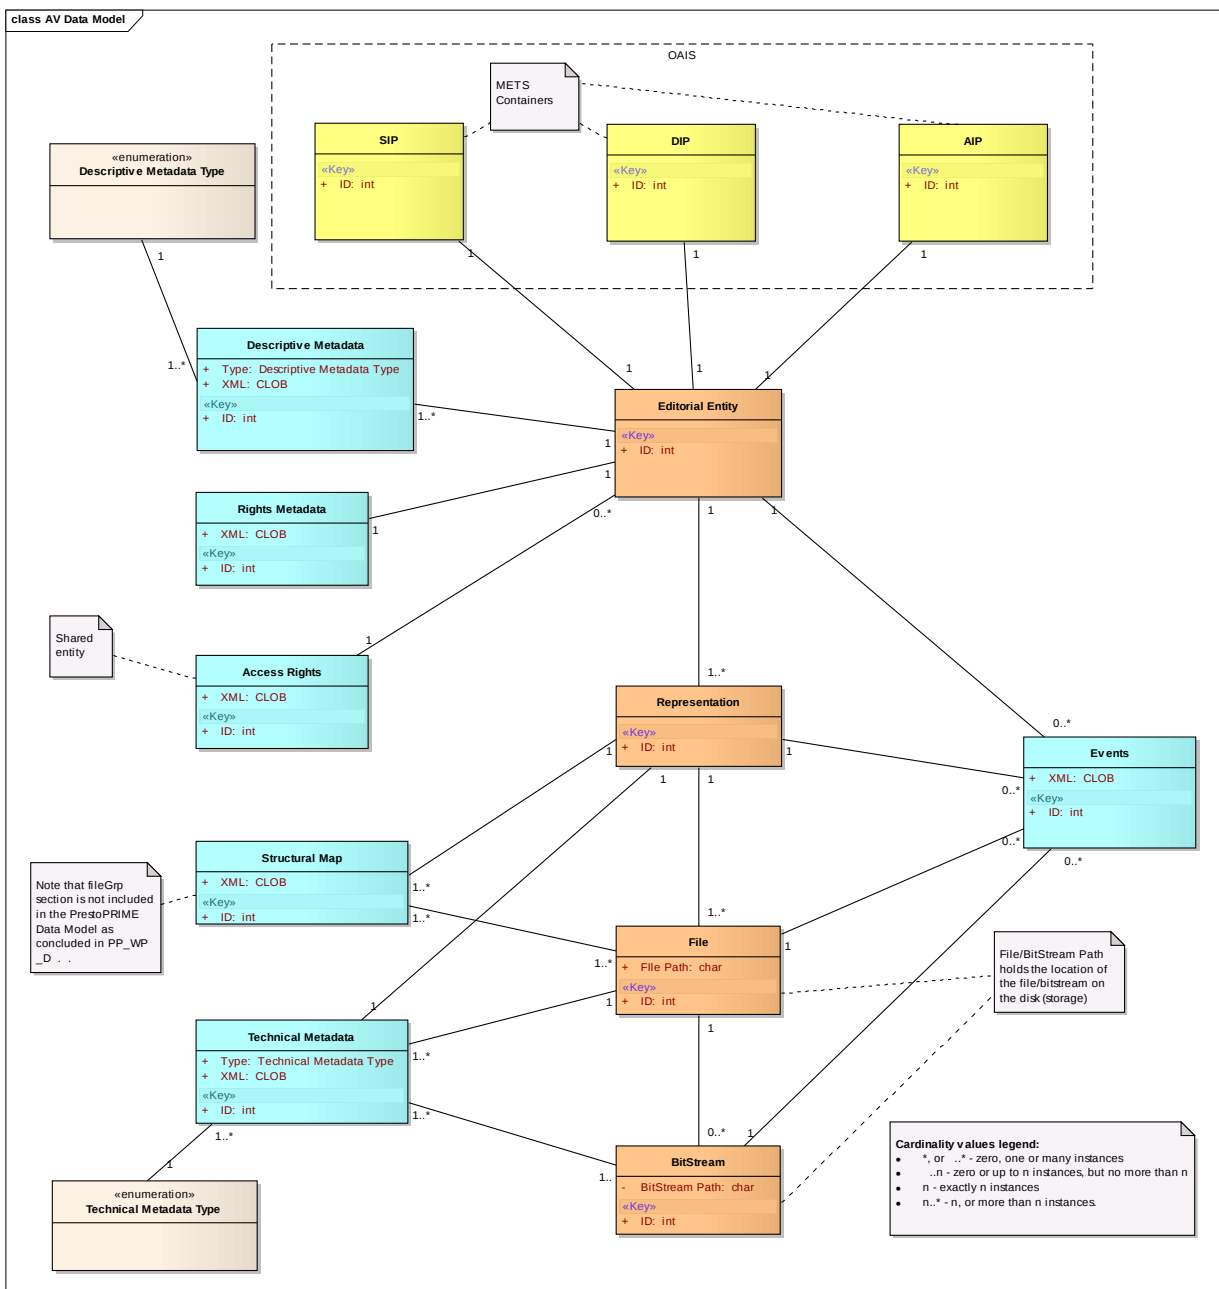 class AV Data Model
OAIS
METS
Containers
SIP
«Key»
+ ID: int
DIP
«Key»
+ ID: int
AIP
«Key»
+ ID: int
«enumeration»
Descriptive Metadata Type
1
1
1
1
1..*
1
1
1
Descriptive Metadata
+ Type: Descriptive Metadata Type
+ XML: CLOB
«Key»
+ ID: int
1..*
1
Editorial Entity
«Key»
+ ID: int
1
1
0..*
1
1
Rights Metadata
+ XML: CLOB
«Key»
+ ID: int
Shared
entity
1
Access Rights
+ XML: CLOB
«Key»
+ ID: int
1..*
0..*
Representation
«Key»
+ ID: int
1
1
1
1
Events
+ XML: CLOB
«Key»
+ ID: int
0..*
0..*
0..*
Note that fileGrp
section is not included
in the PrestoPRIME
Data Model as
concluded in PP_WP
_D . .
Structural Map
+ XML: CLOB
«Key»
+ ID: int
1..*
1..*
1..*
1..*
1
File
+ FIle Path: char
«Key»
+ ID: int
1
1
File/BitStream Path
holds the location of
the file/bitstream on
the disk (storage)
1
Technical Metadata
+ Type: Technical Metadata Type
+ XML: CLOB
«Key»
+ ID: int
1..*
1..*
1..*
1
0..*
1
1..
BitStream
- BitStream Path: char
«Key»
+ ID: int
«enumeration»
Technical Metadata Type
Cardinality values legend:
• *, or ..* - zero, one or many instances
• ..n - zero or up to n instances, but no more than n
• n - exactly n instances
• n..* - n, or more than n instances.